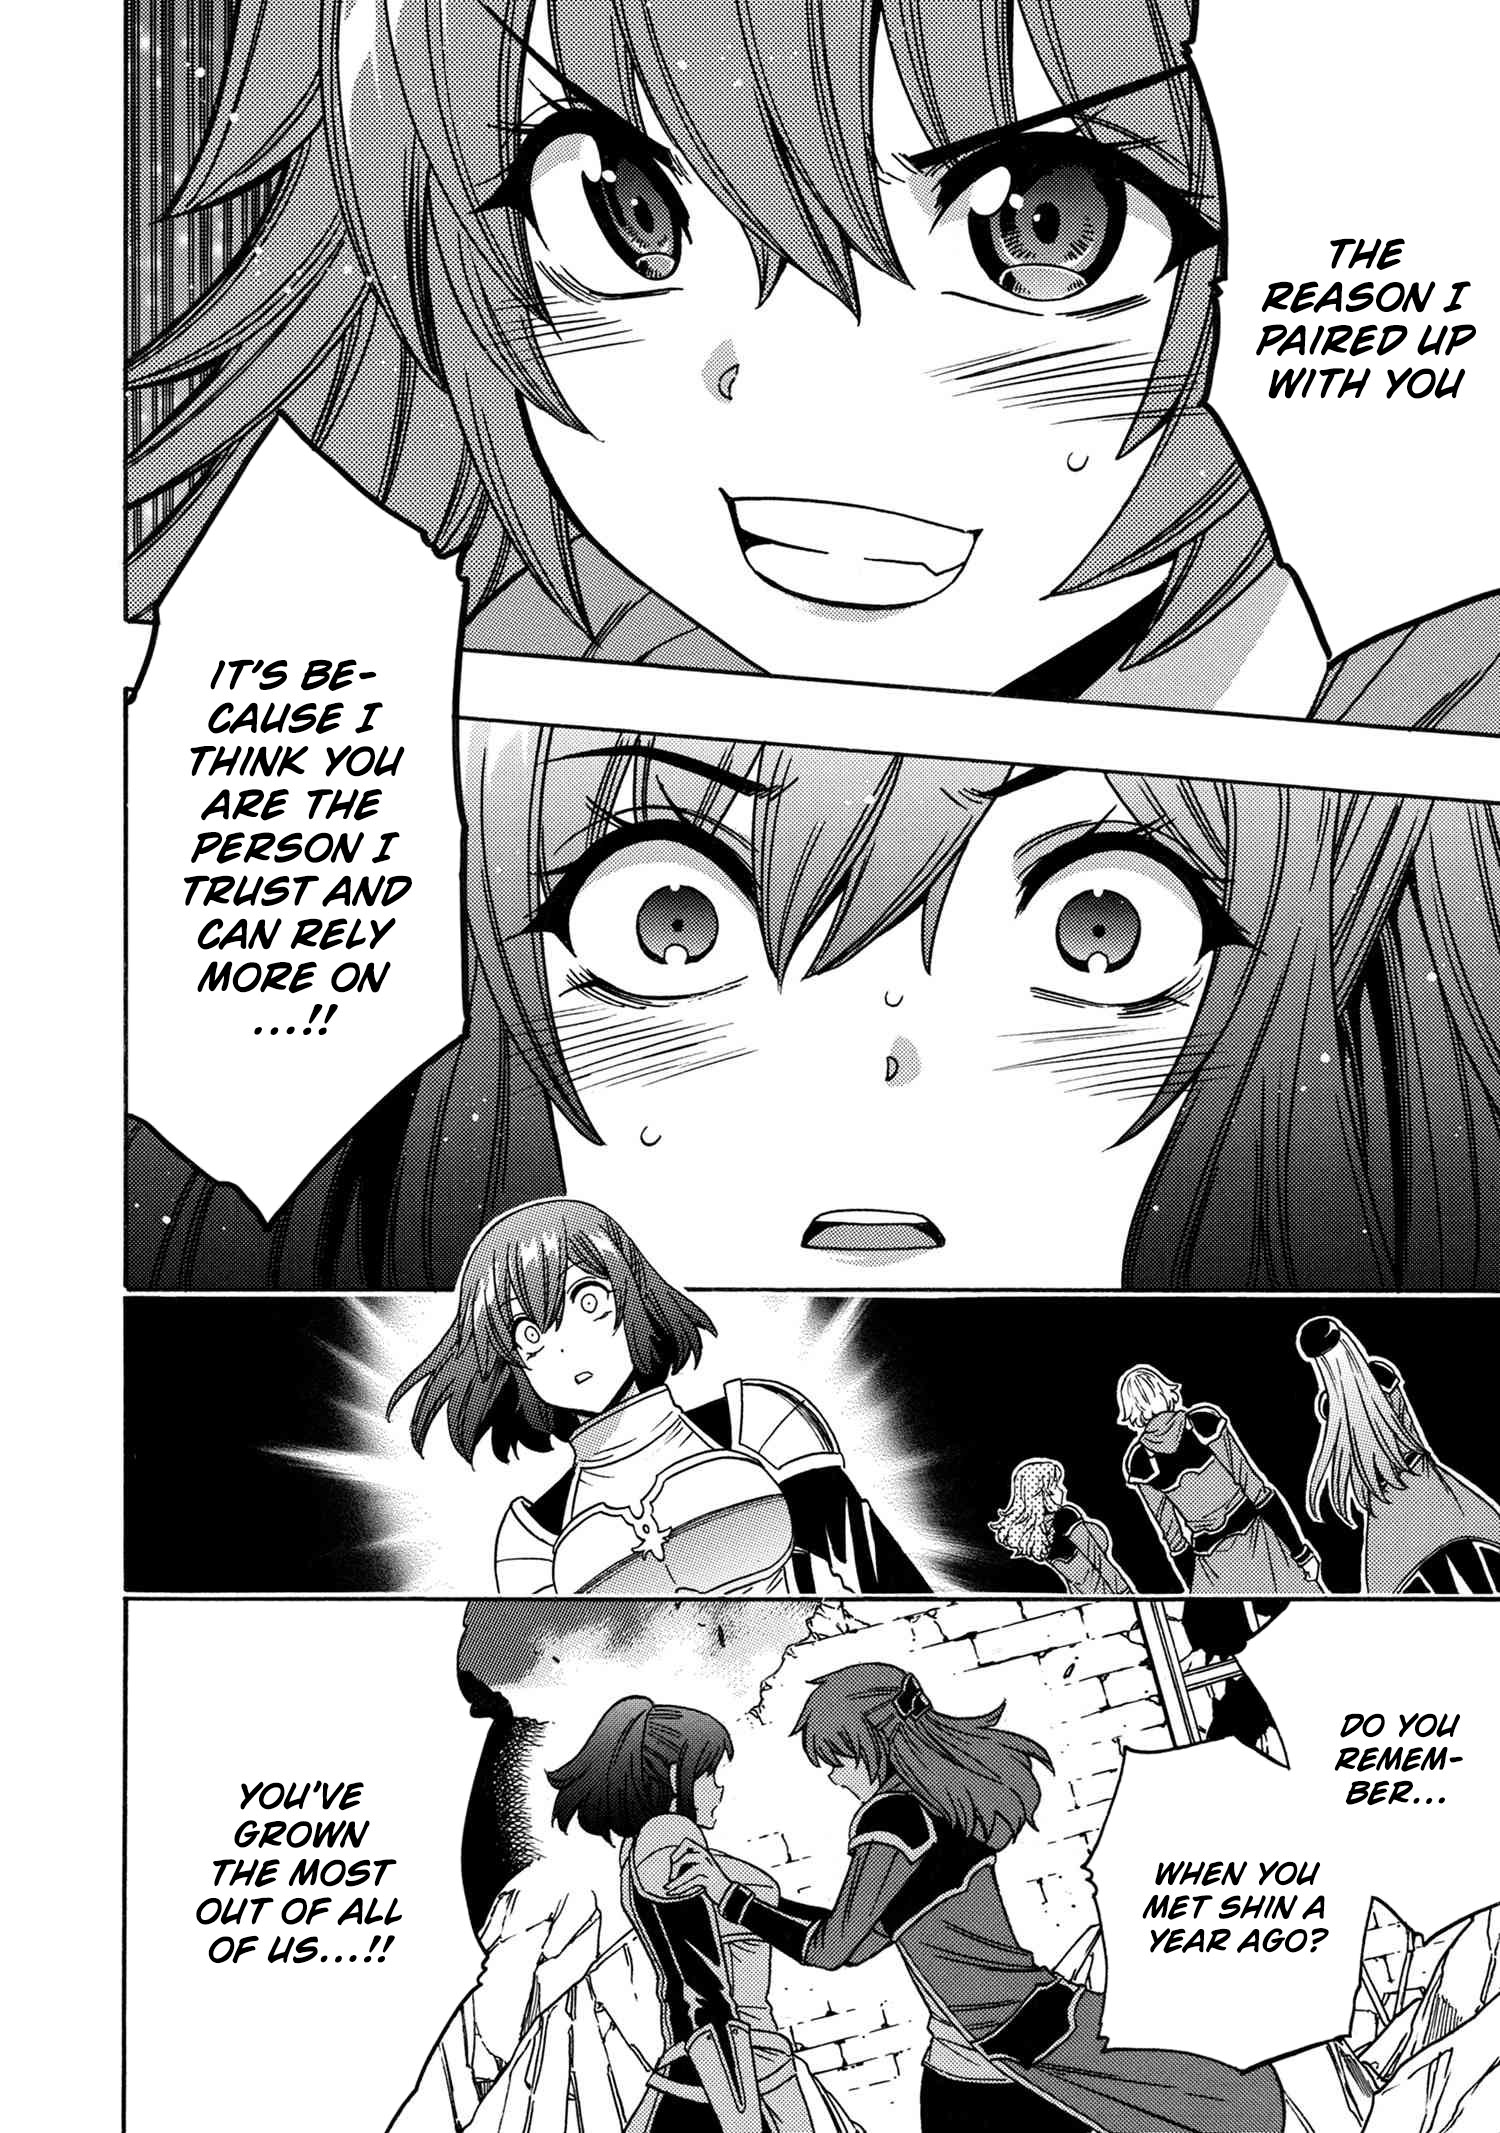 THE
REASON I
PAIRED UP
WITH YOU
IT'S BE-
CAUSE I
THINK YOU
ARE THE
PERSON I
TRUST AND
CAN RELY
MORE ON
...!!
DO YOU
REMEM-
BER...
WHEN YOU
MET SHIN A
YEAR AGO?
YOU'VE
GROWN
THE MOST
OUT OF ALL
OF US...!!